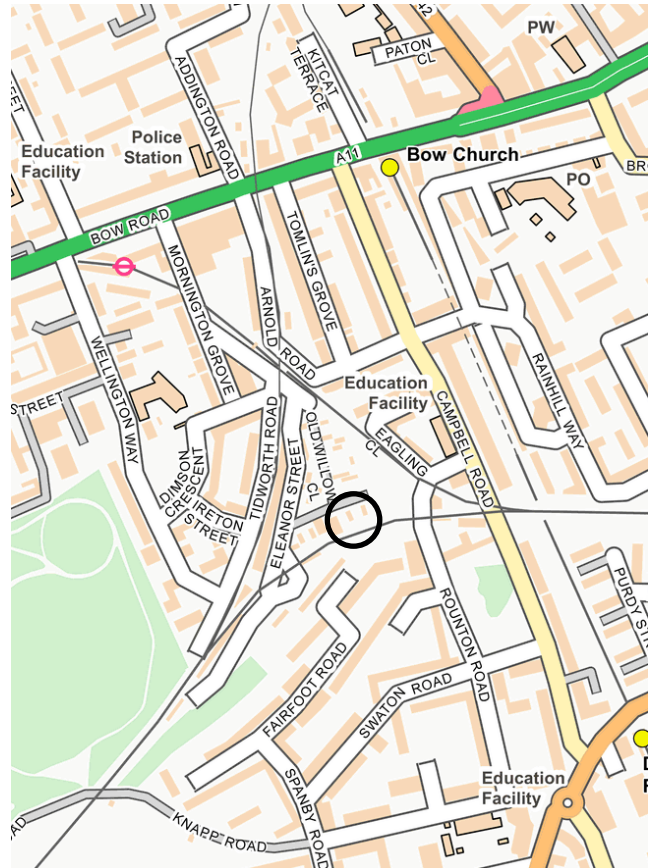 42
PW
PATON
CL
KITCAT
TERRACE
ADDINGTON ROAD
Police
Station
Education
Facility
A11
Bow Church
PO
BOW ROAD
TOMLIN'S GROVE
MORNINGTON GROVE
ARNOLD ROAD
WELLINGTON WAY
RAINHILL WAY
Education
Facility
CAMPBELL ROAD
STREET
EAGLING
CL
OLD WILLOW
CL
TIDWORTH ROAD
ELEANOR STREET
DIMSON
CRESCENT
IRETON
STREET
PURDY STR
ROUNTON ROAD
FAIRFOOT ROAD
SWATON ROAD
SPANBY ROAD
KNAPP ROAD
Education
Facility